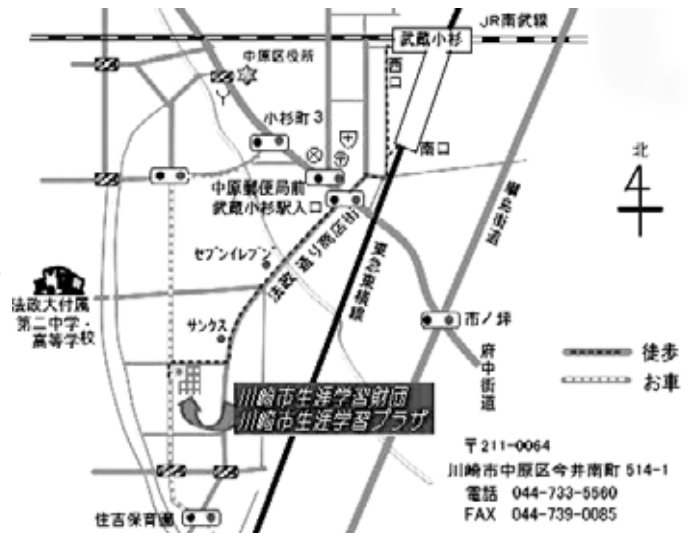 JR南武線
武蔵小杉
中原区役所
西口
小杉町3
南口
北
中原郵便局前
武蔵小杉駅入口
綱島街道
セブンイレブン
法政通り商店街
東急東横線
法政大付属
第二中学・
高等学校
サンクス
市ノ坪
府中街道
徒歩
お車
川崎市生涯学習財団
川崎市生涯学習プラザ
〒211-0064
川崎市中原区今井南町 514-1
電話 044-733-5560
FAX 044-739-0085
住吉保育園